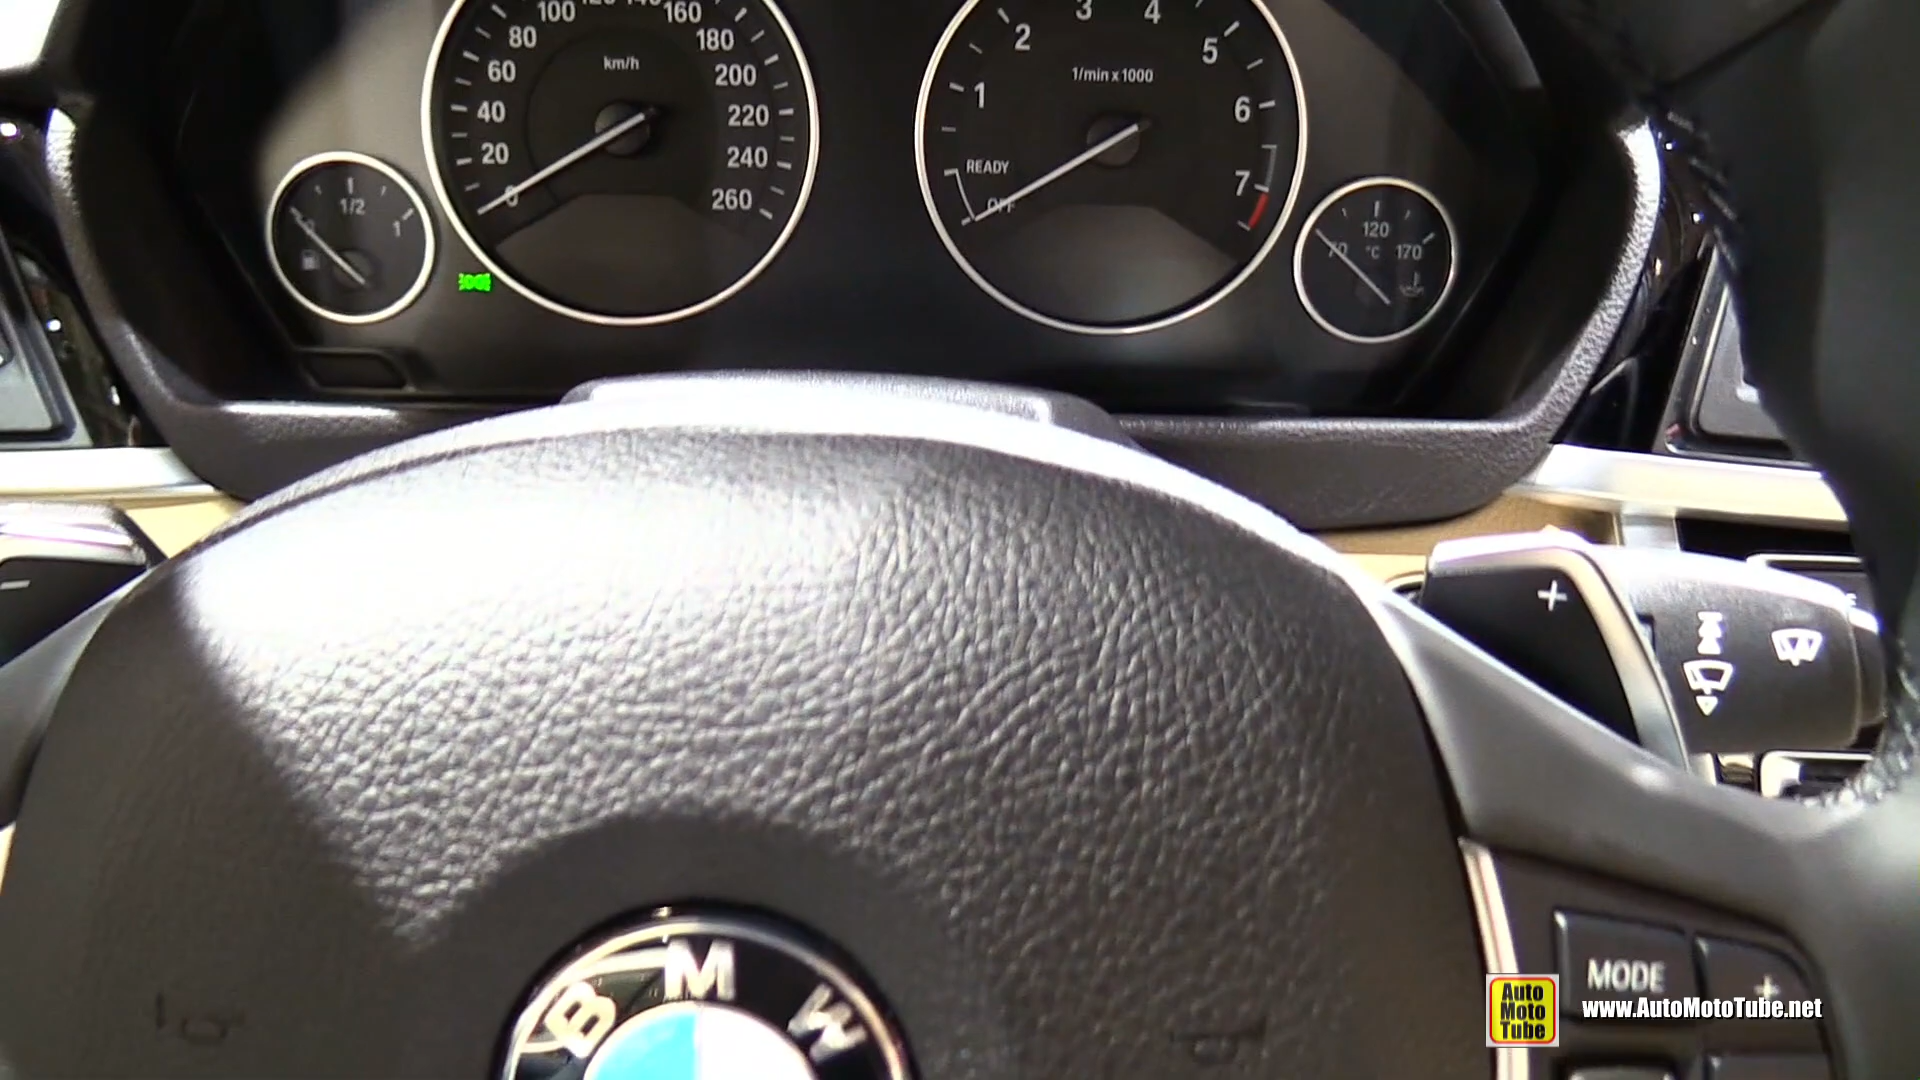 100 160
80 180
60 km/h 200
40 220
20 240
0 260
1/2
1
3 4
2 5
1/min x 1000
1 6
READY
OFF 7
120
70 °C 170
−
+
B M W
MODE +
Auto
Moto
Tube
www.AutoMotoTube.net